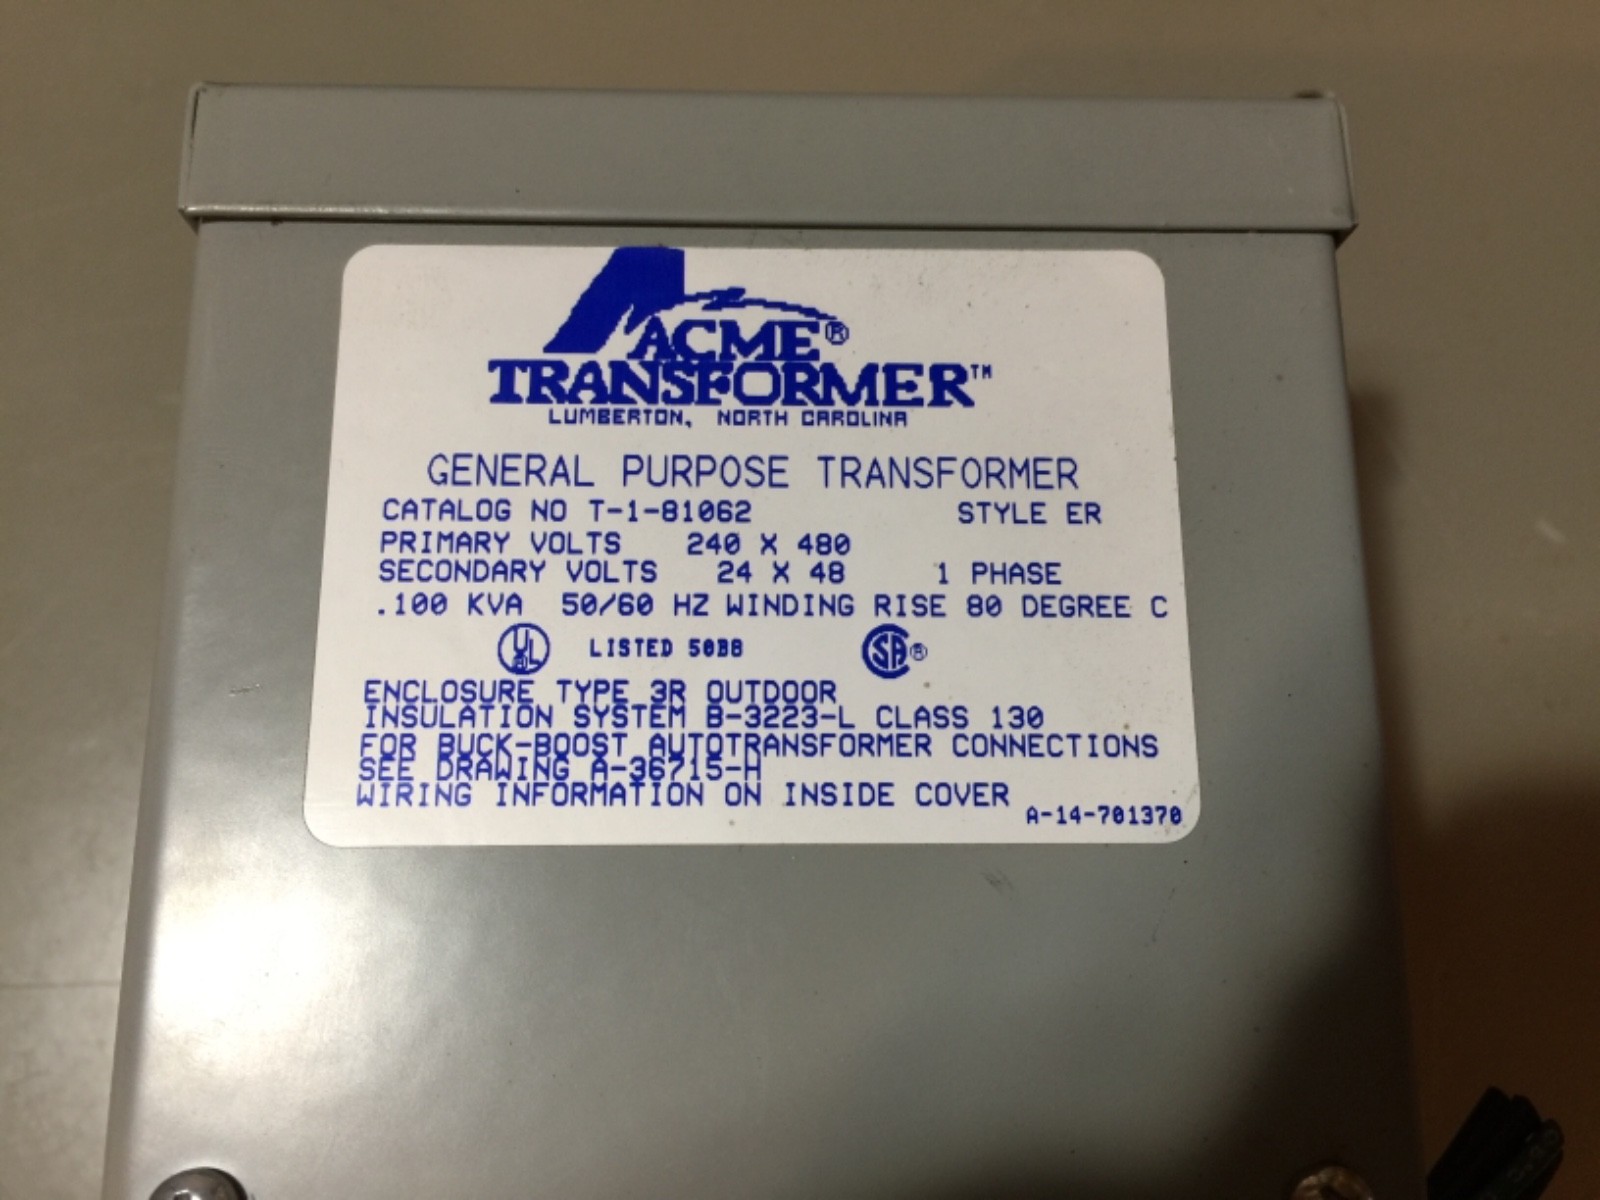 ACME®
TRANSFORMER™
LUMBERTON, NORTH CAROLINA
GENERAL PURPOSE TRANSFORMER
CATALOG NO T-1-81062 STYLE ER
PRIMARY VOLTS 240 X 480
SECONDARY VOLTS 24 X 48 1 PHASE
.100 KVA 50/60 HZ WINDING RISE 80 DEGREE C
UL® LISTED 50B8 SA®
ENCLOSURE TYPE 3R OUTDOOR
INSULATION SYSTEM B-3223-L CLASS 130
FOR BUCK-BOOST AUTOTRANSFORMER CONNECTIONS
SEE DRAWING A-36715-H
WIRING INFORMATION ON INSIDE COVER
A-14-701370